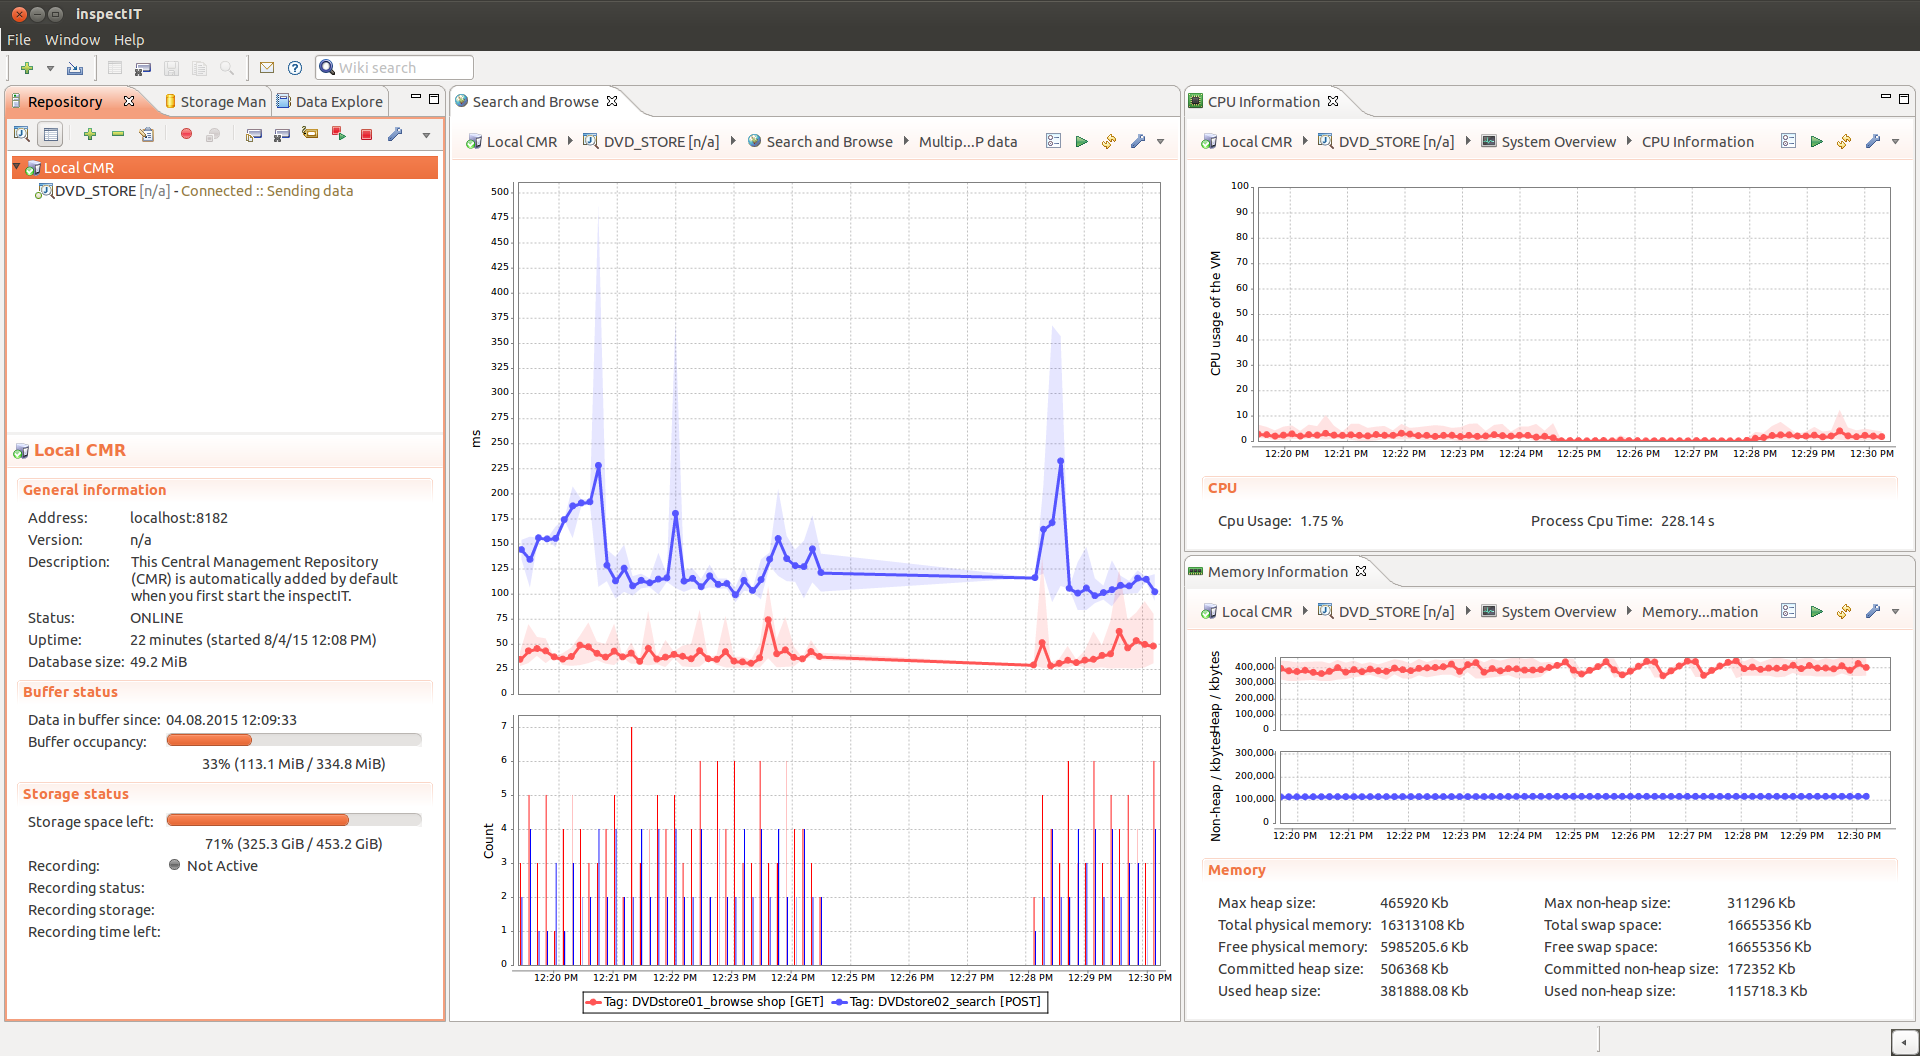 inspectIT
File Window Help
Wiki search
Repository
Storage Man
Data Explore
Local CMR
DVD_STORE [n/a] - Connected :: Sending data
Local CMR
General information
Address: localhost:8182
Version: n/a
Description: This Central Management Repository
(CMR) is automatically added by default
when you first start the inspectIT.
Status: ONLINE
Uptime: 22 minutes (started 8/4/15 12:08 PM)
Database size: 49.2 MiB
Buffer status
Data in buffer since: 04.08.2015 12:09:33
Buffer occupancy:
33% (113.1 MiB / 334.8 MiB)
Storage status
Storage space left:
71% (325.3 GiB / 453.2 GiB)
Recording: Not Active
Recording status:
Recording storage:
Recording time left:
Search and Browse
Local CMR DVD_STORE [n/a] Search and Browse Multip...P data
500
475
450
425
400
375
350
325
300
275
250
225
200
175
150
125
100
75
50
25
0
ms
7
6
5
4
3
2
1
0
Count
12:20 PM 12:21 PM 12:22 PM 12:23 PM 12:24 PM 12:25 PM 12:26 PM 12:27 PM 12:28 PM 12:29 PM 12:30 PM
Tag: DVDstore01_browse shop [GET] Tag: DVDstore02_search [POST]
CPU Information
Local CMR DVD_STORE [n/a] System Overview CPU Information
100
90
80
70
60
50
40
30
20
10
0
CPU usage of the VM
12:20 PM 12:21 PM 12:22 PM 12:23 PM 12:24 PM 12:25 PM 12:26 PM 12:27 PM 12:28 PM 12:29 PM 12:30 PM
CPU
Cpu Usage: 1.75 % Process Cpu Time: 228.14 s
Memory Information
Local CMR DVD_STORE [n/a] System Overview Memory...mation
400,000
300,000
200,000
100,000
0
Heap / kbytes
300,000
200,000
100,000
0
Non-heap / kbytes
12:20 PM 12:21 PM 12:22 PM 12:23 PM 12:24 PM 12:25 PM 12:26 PM 12:27 PM 12:28 PM 12:29 PM 12:30 PM
Memory
Max heap size: 465920 Kb Max non-heap size: 311296 Kb
Total physical memory: 16313108 Kb Total swap space: 16655356 Kb
Free physical memory: 5985205.6 Kb Free swap space: 16655356 Kb
Committed heap size: 506368 Kb Committed non-heap size: 172352 Kb
Used heap size: 381888.08 Kb Used non-heap size: 115718.3 Kb